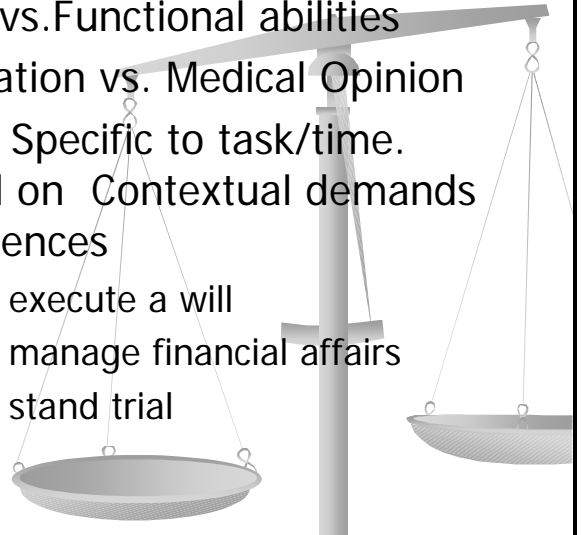 vs.Functional abilities
ation vs. Medical Opinion
Specific to task/time.
on Contextual demands
ences
execute a will
manage financial affairs
stand trial